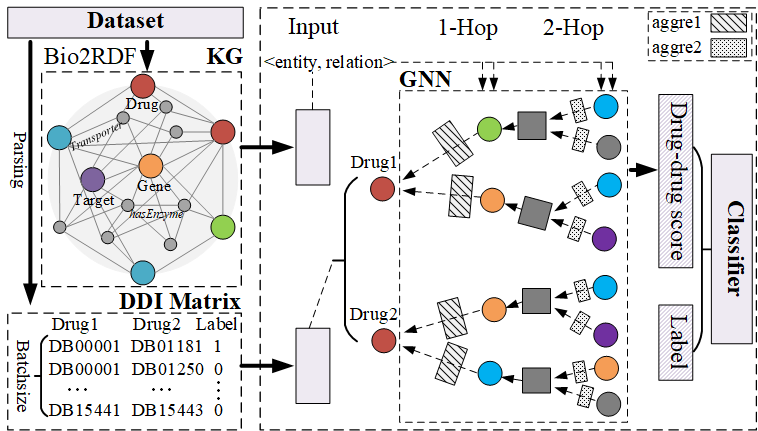 Dataset
Bio2RDF
KG
Parsing
Drug
Transporter
Target
Gene
hasEnzyme
DDI Matrix
Drug1 Drug2 Label
Batchsize
DB00001 DB01181 1
DB00001 DB01250 0
... ... ⋮
DB15441 DB15443 0
Input
1-Hop
2-Hop
aggre1
aggre2
<entity, relation>
GNN
Drug1
Drug2
Drug-drug score
Label
Classifier